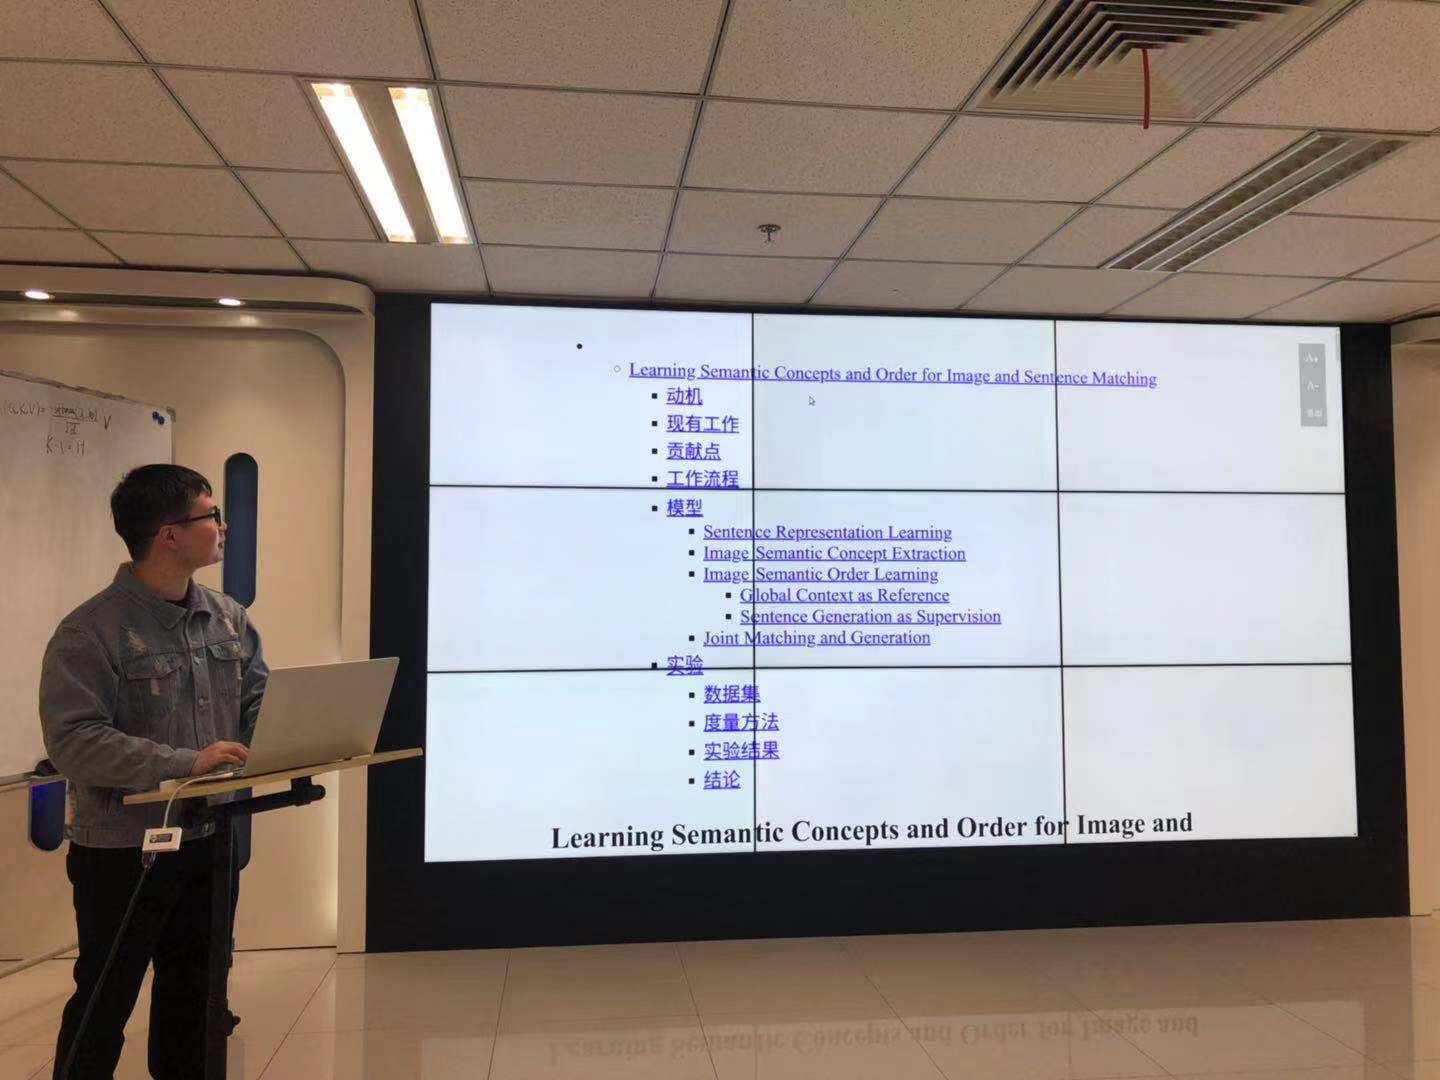 Learning Semantic Concepts and Order for Image and Sentence Matching
动机
现有工作
贡献点
工作流程
模型
Sentence Representation Learning
Image Semantic Concept Extraction
Image Semantic Order Learning
Global Context as Reference
Sentence Generation as Supervision
Joint Matching and Generation
实验
数据集
度量方法
实验结果
结论
Learning Semantic Concepts and Order for Image and
A+
A-